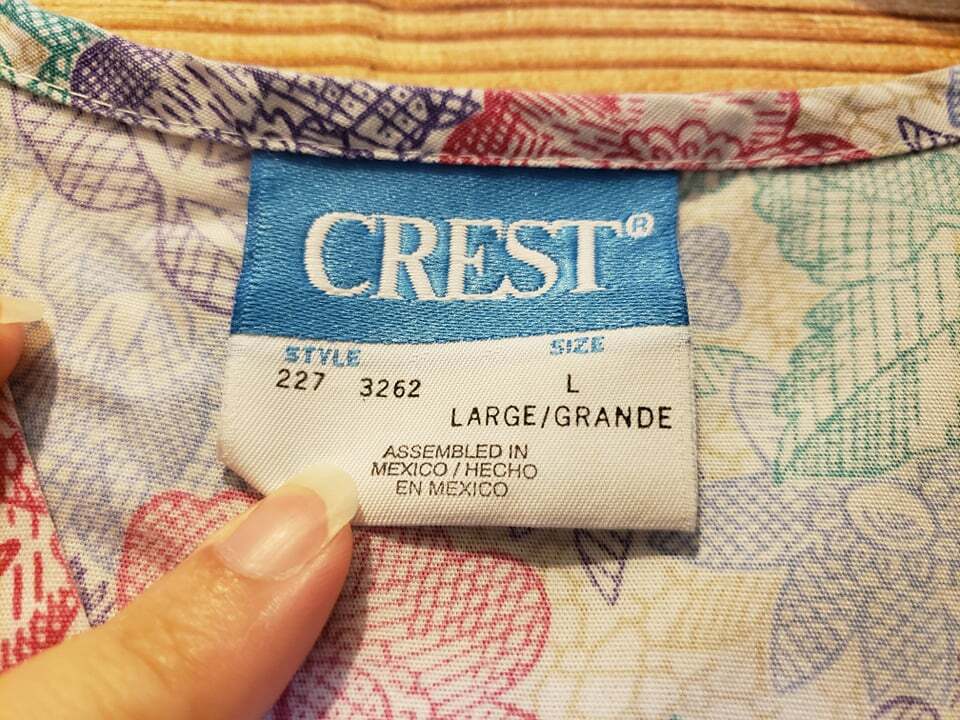 CREST®
STYLE SIZE
227 3262 L
LARGE/GRANDE
ASSEMBLED IN
MEXICO / HECHO
EN MEXICO